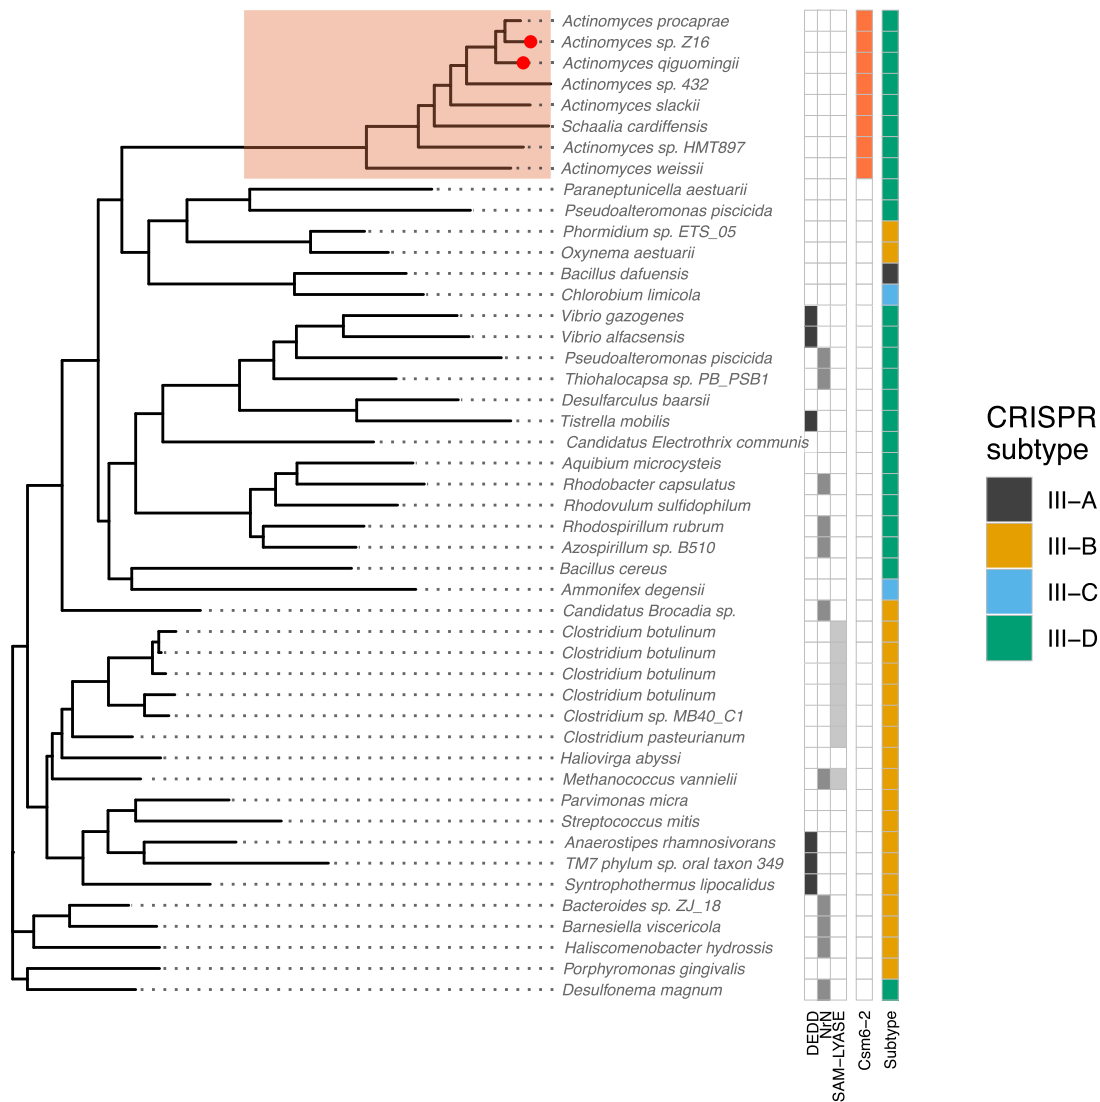 Actinomyces procaprae
Actinomyces sp. Z16
Actinomyces qiguomingii
Actinomyces sp. 432
Actinomyces slackii
Schaalia cardiffensis
Actinomyces sp. HMT897
Actinomyces weissii
Paraneptunicella aestuarii
Pseudoalteromonas piscicida
Phormidium sp. ETS_05
Oxynema aestuarii
Bacillus dafuensis
Chlorobium limicola
Vibrio gazogenes
Vibrio alfacsensis
Pseudoalteromonas piscicida
Thiohalocapsa sp. PB_PSB1
Desulfarculus baarsii
Tistrella mobilis
Candidatus Electrothrix communis
Aquibium microcysteis
Rhodobacter capsulatus
Rhodovulum sulfidophilum
Rhodospirillum rubrum
Azospirillum sp. B510
Bacillus cereus
Ammonifex degensii
Candidatus Brocadia sp.
Clostridium botulinum
Clostridium botulinum
Clostridium botulinum
Clostridium botulinum
Clostridium sp. MB40_C1
Clostridium pasteurianum
Haliovirga abyssi
Methanococcus vannielii
Parvimonas micra
Streptococcus mitis
Anaerostipes rhamnosivorans
TM7 phylum sp. oral taxon 349
Syntrophothermus lipocalidus
Bacteroides sp. ZJ_18
Barnesiella viscericola
Haliscomenobacter hydrossis
Porphyromonas gingivalis
Desulfonema magnum
DEDD
NrN
SAM−LYASE
Csm6−2
Subtype
CRISPR
subtype
III−A
III−B
III−C
III−D